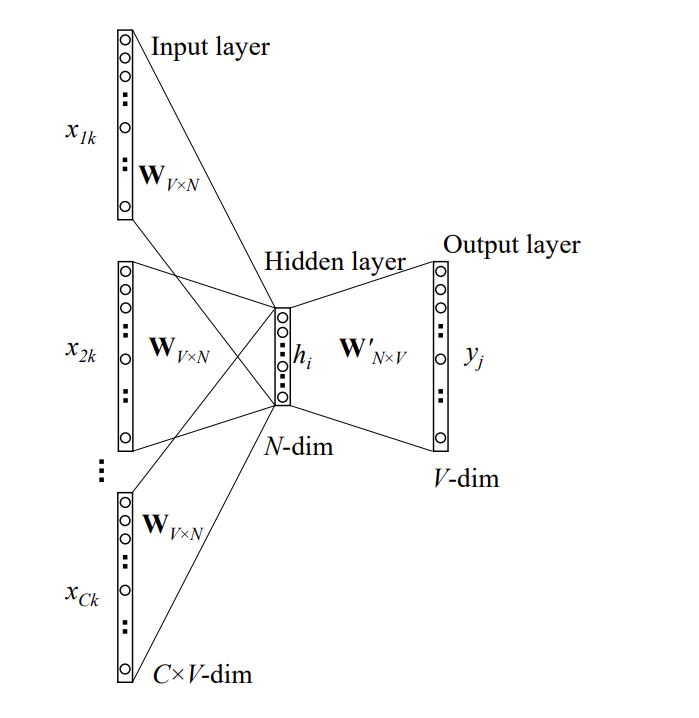 Input layer
x1k
WV×N
Hidden layer
Output layer
x2k
WV×N
hi
W'N×V
yj
N-dim
V-dim
WV×N
xCk
C×V-dim